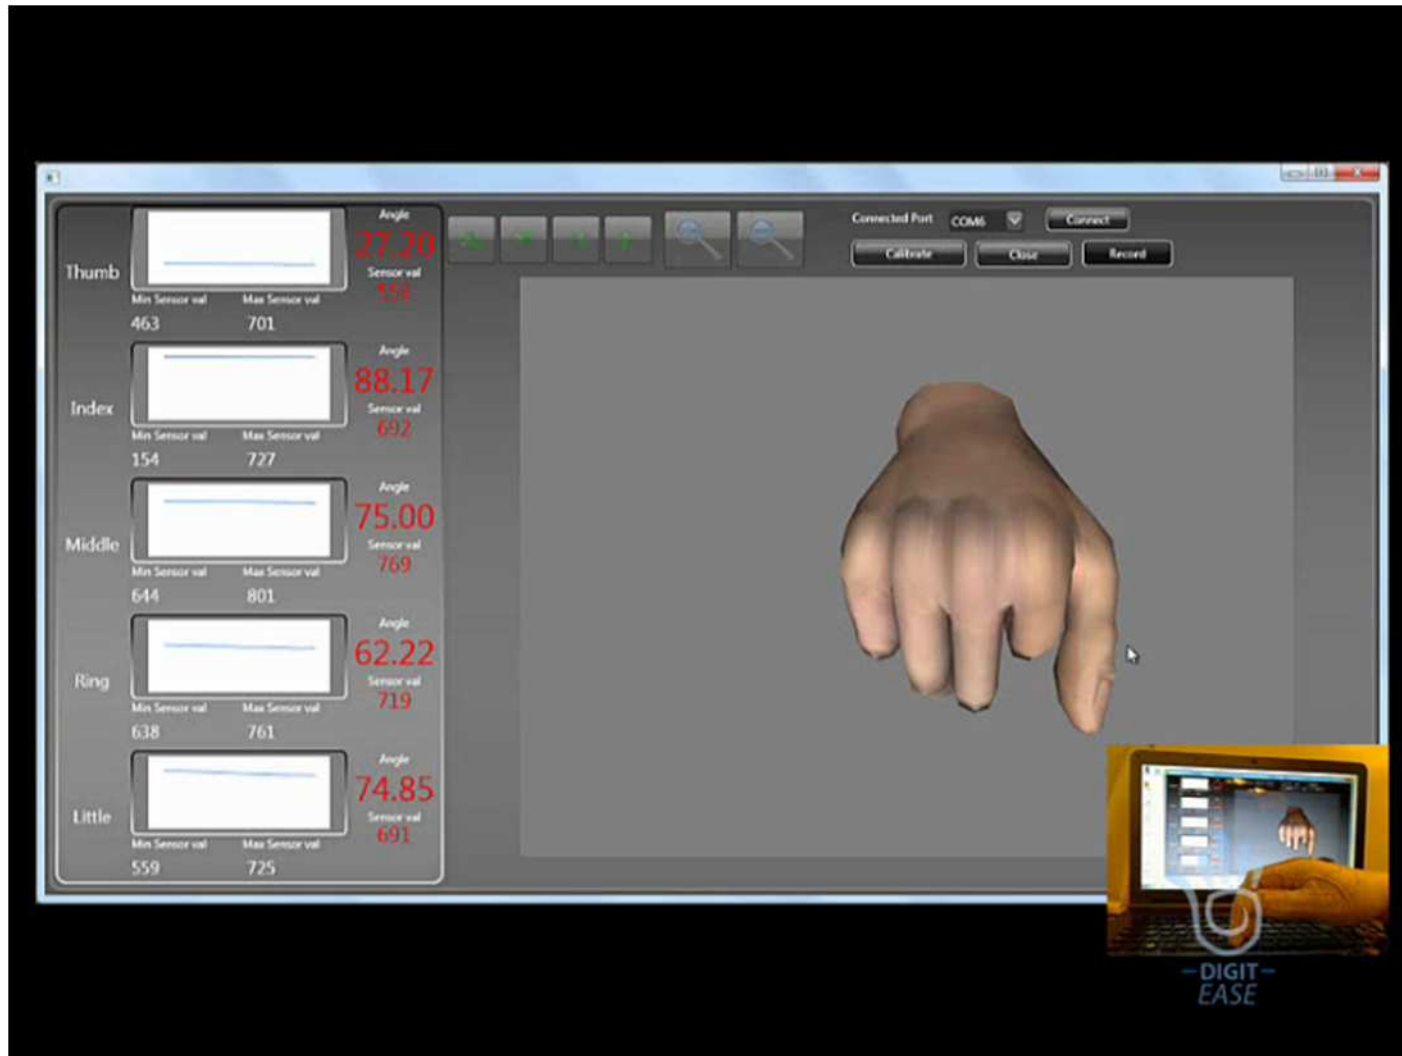 Angle
27.20
Thumb
Sensor val
Min Sensor val Max Sensor val
463 701
Angle
88.17
Index
Sensor val
692
Min Sensor val Max Sensor val
154 727
Angle
75.00
Middle
Sensor val
769
Min Sensor val Max Sensor val
644 801
Angle
62.22
Ring
Sensor val
719
Min Sensor val Max Sensor val
638 761
Angle
74.85
Little
Sensor val
691
Min Sensor val Max Sensor val
559 725
Connected Port COM6 Connect
Calibrate Close Record
DIGIT
EASE